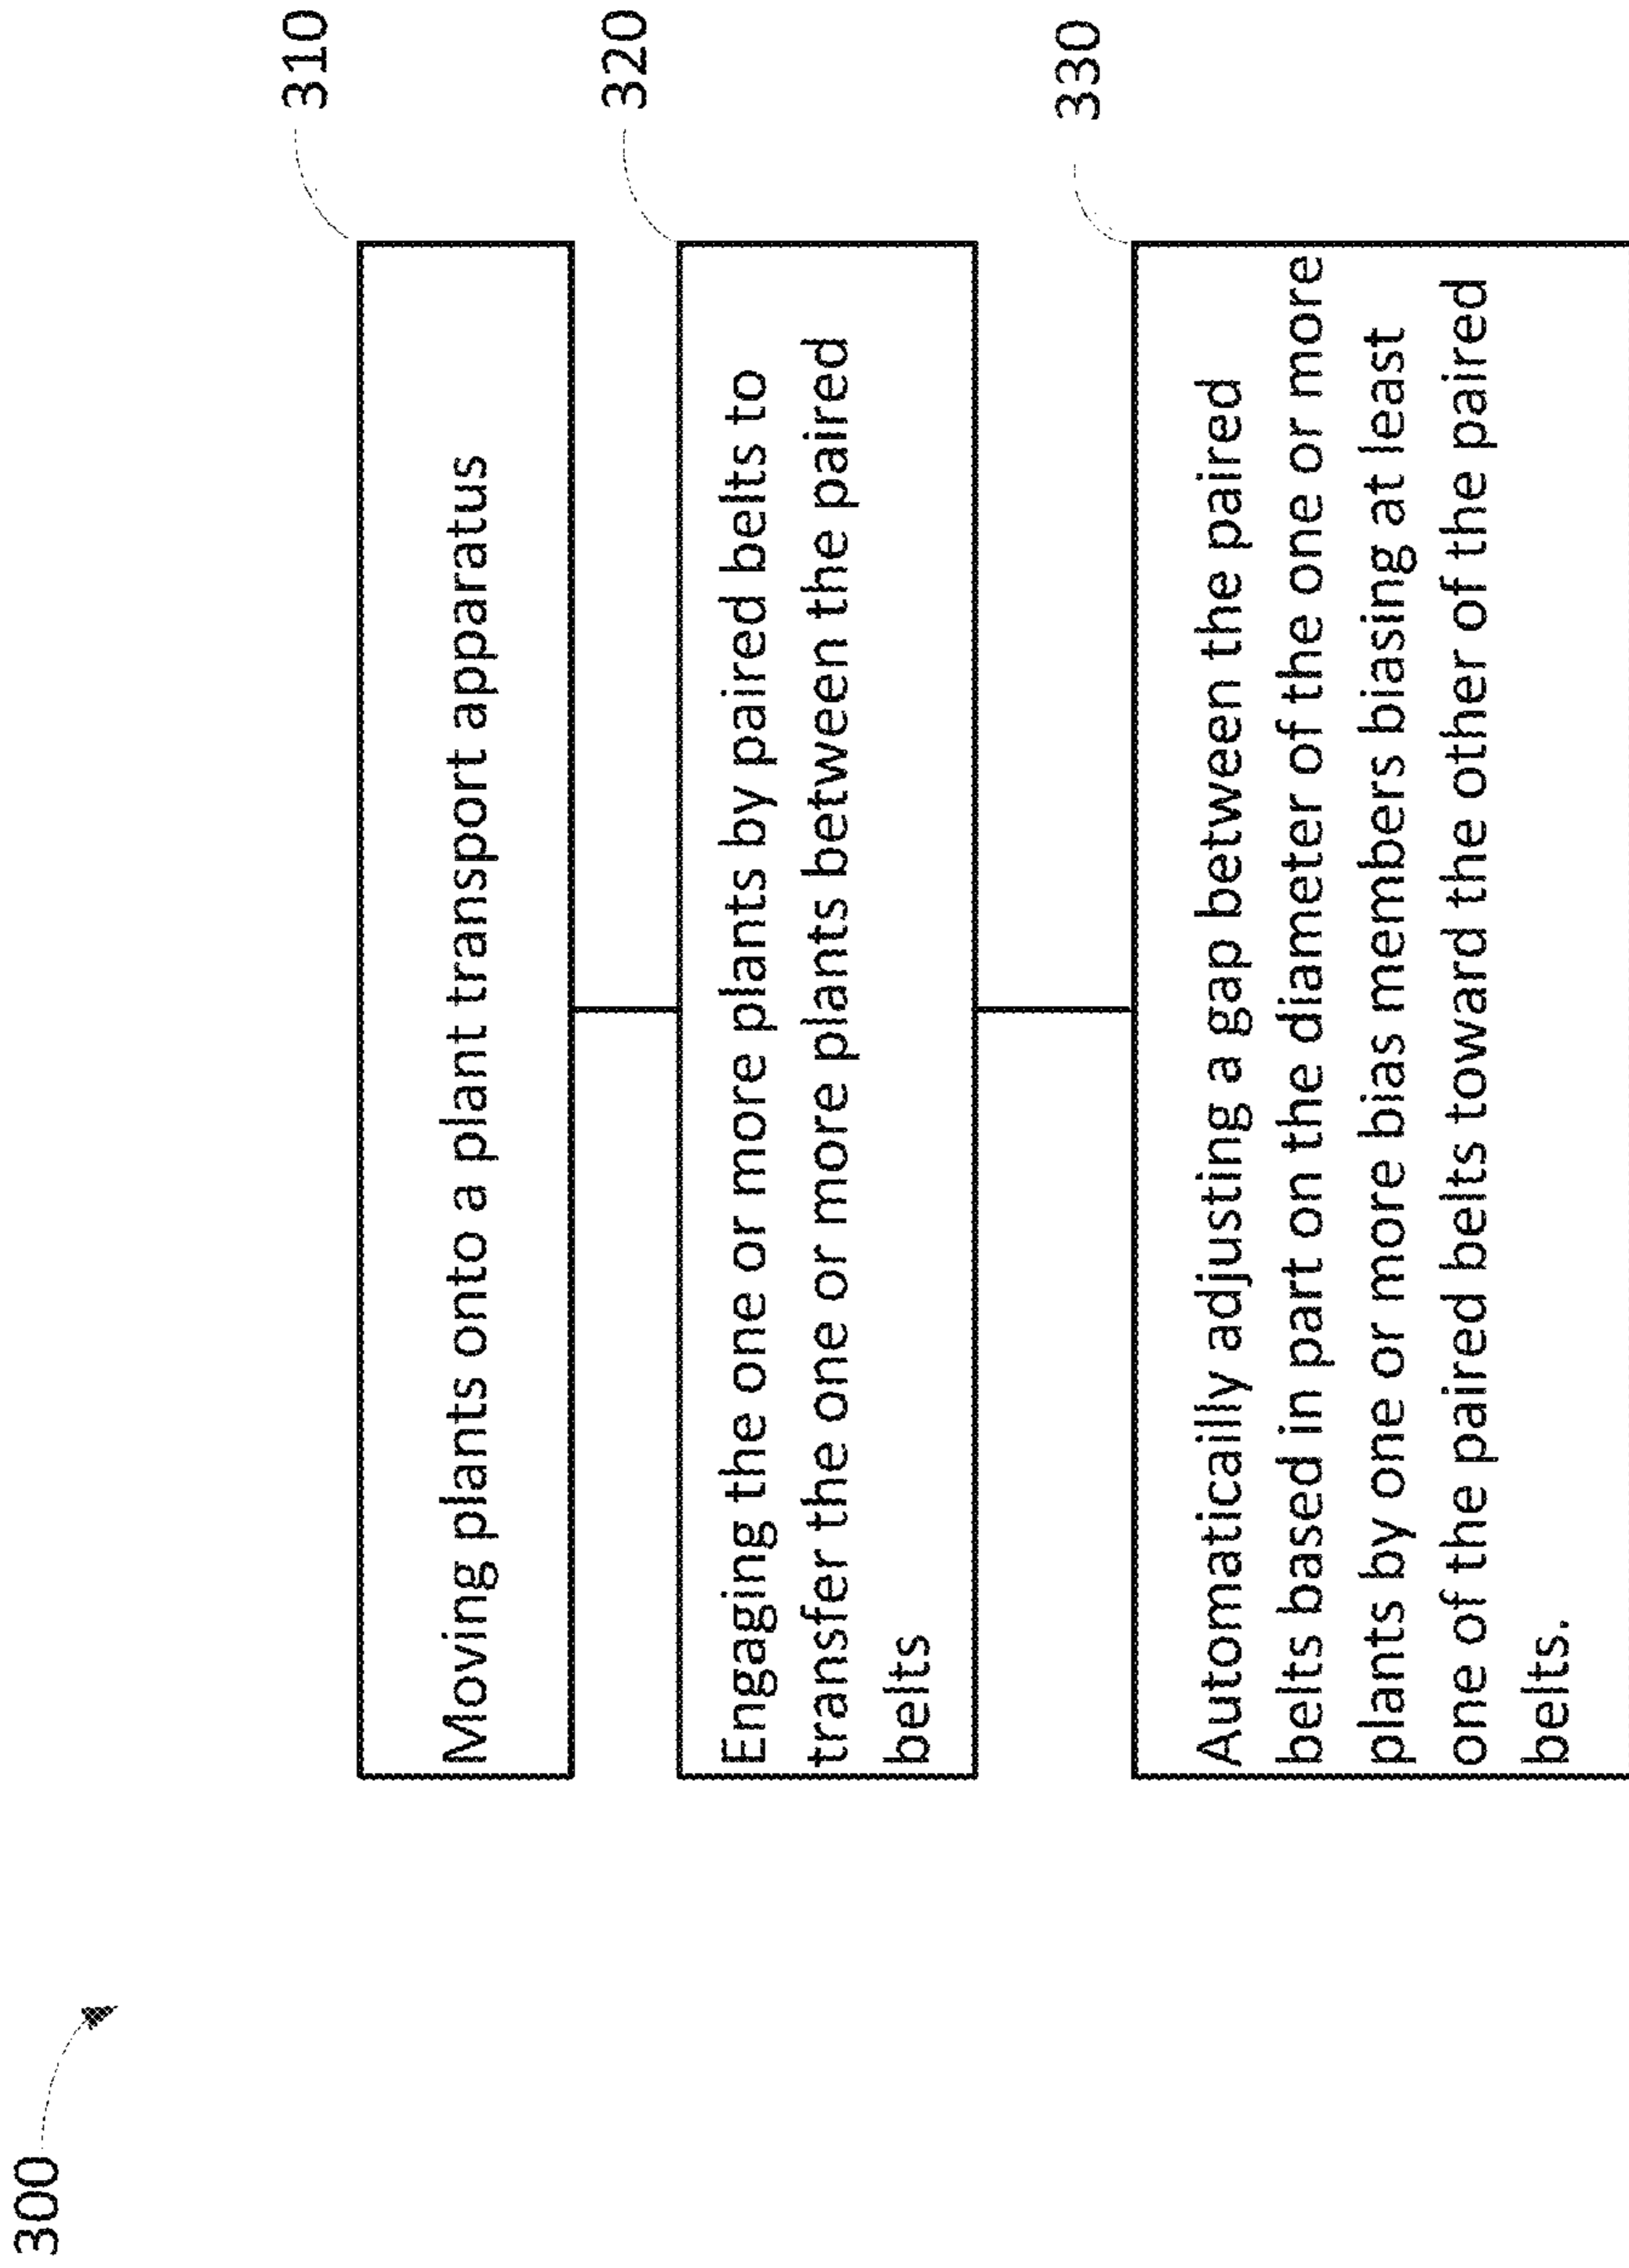 300
310
Moving plants onto a plant transport apparatus
320
Engaging the one or more plants by paired belts to
transfer the one or more plants between the paired
belts
330
Automaticailly adjusting a gap between the paired
belts based in part on the diameter of the one or more
plants by one or more bias members biasing at least
one of the paired belts toward the other of the paired
belts.